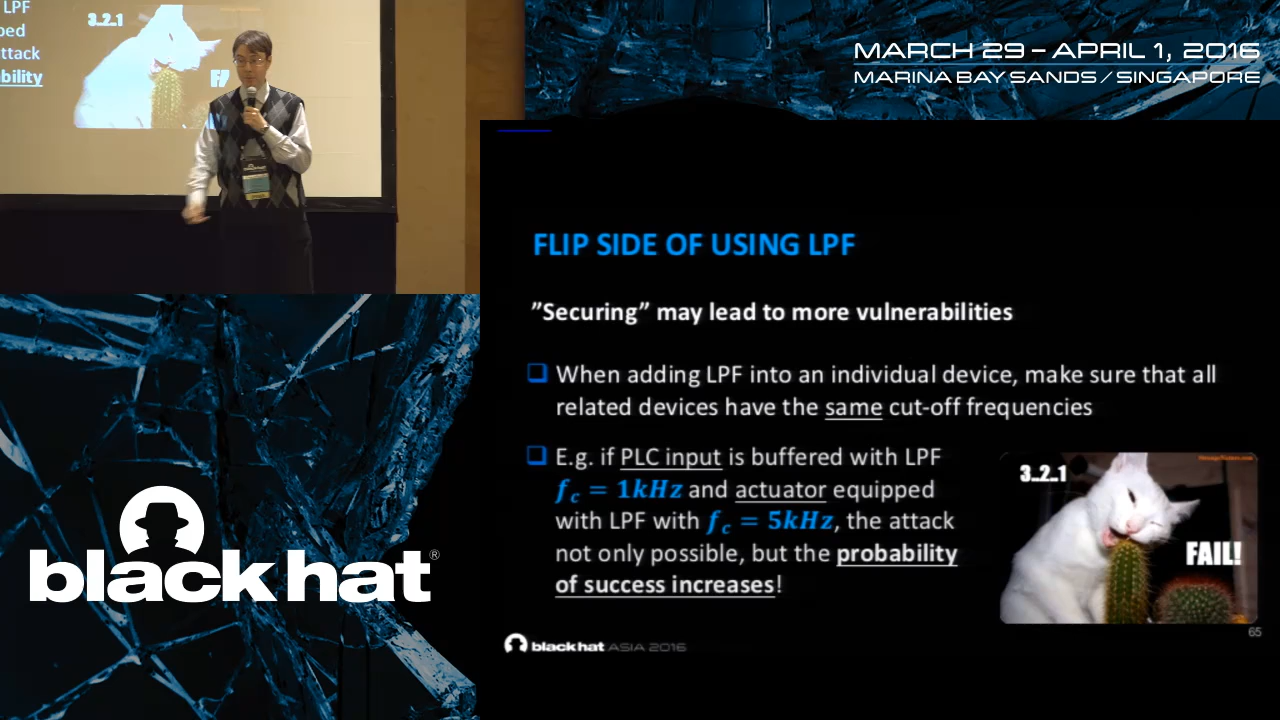 LPF
ttack
bility
3..2..1
MARCH 29 – APRIL 1, 2016
MARINA BAY SANDS / SINGAPORE
FLIP SIDE OF USING LPF
”Securing” may lead to more vulnerabilities
❑ When adding LPF into an individual device, make sure that all
related devices have the same cut-off frequencies
❑ E.g. if PLC input is buffered with LPF
f_c = 1kHz and actuator equipped
with LPF with f_c = 5kHz, the attack
not only possible, but the probability
of success increases!
3..2..1
FAIL!
65
black hat ASIA 2016
black hat®